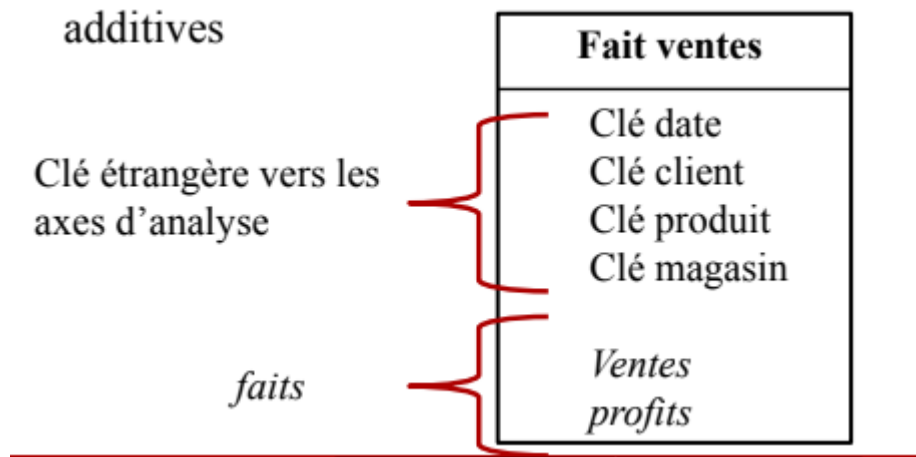 additives
Fait ventes
Clé étrangère vers les
axes d’analyse
Clé date
Clé client
Clé produit
Clé magasin
faits
Ventes
profits